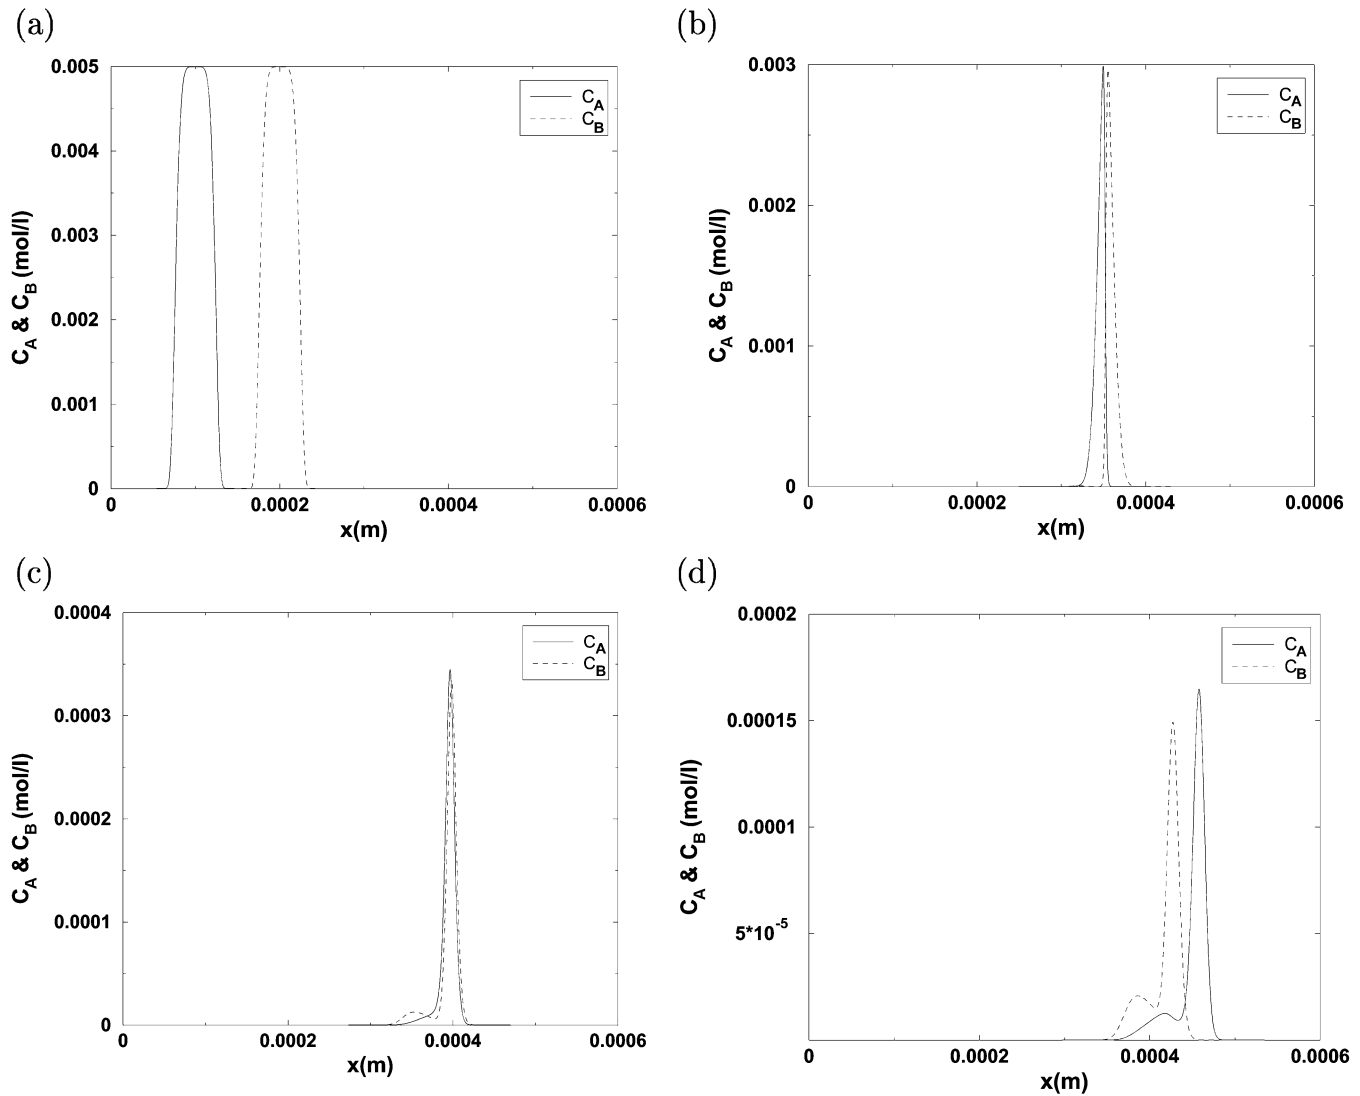 (a)
0.005
0.004
0.003
0.002
0.001
0
0
0.0002
0.0004
0.0006
x(m)
C_A & C_B (mol/l)
C_A
C_B
(b)
0.003
0.002
0.001
0
0
0.0002
0.0004
0.0006
x(m)
C_A & C_B (mol/l)
C_A
C_B
(c)
0.0004
0.0003
0.0002
0.0001
0
0
0.0002
0.0004
0.0006
x(m)
C_A & C_B (mol/l)
C_A
C_B
(d)
0.0002
0.00015
0.0001
5*10^-5
0
0.0002
0.0004
0.0006
x(m)
C_A & C_B (mol/l)
C_A
C_B